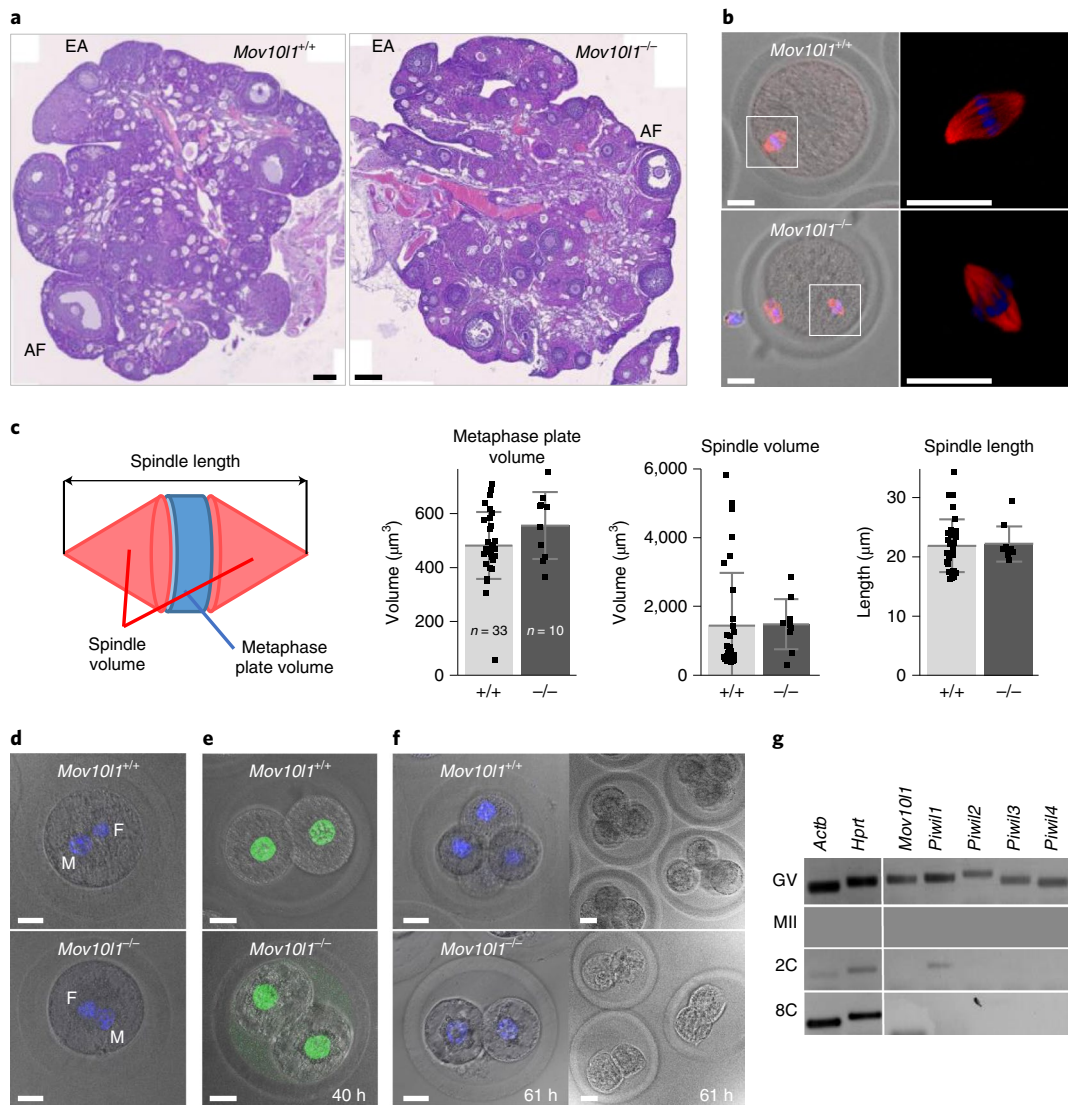 a
EA
Mov10l1+/+
AF
EA
Mov10l1−/−
AF
b
Mov10l1+/+
Mov10l1−/−
c
Spindle length
Spindle
volume
Metaphase
plate volume
Metaphase plate
volume
Volume (μm³)
600
400
200
0
n = 33
n = 10
+/+
−/−
Spindle volume
Volume (μm³)
6,000
4,000
2,000
0
+/+
−/−
Spindle length
Length (μm)
30
20
10
0
+/+
−/−
d
Mov10l1+/+
F
M
Mov10l1−/−
F
M
e
Mov10l1+/+
Mov10l1−/−
40 h
f
Mov10l1+/+
Mov10l1−/−
61 h
61 h
g
Actb
Hprt
Mov10l1
Piwil1
Piwil2
Piwil3
Piwil4
GV
MII
2C
8C